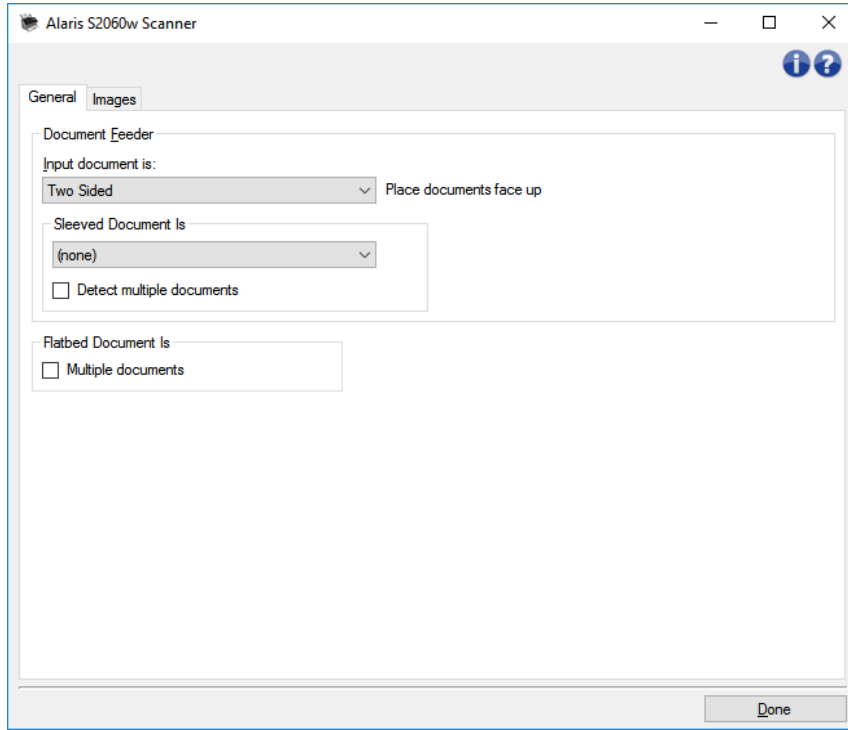 Alaris S2060w Scanner
General Images
Document Feeder
Input document is:
Two Sided Place documents face up
Sleeved Document Is
(none)
Detect multiple documents
Flatbed Document Is
Multiple documents
Done